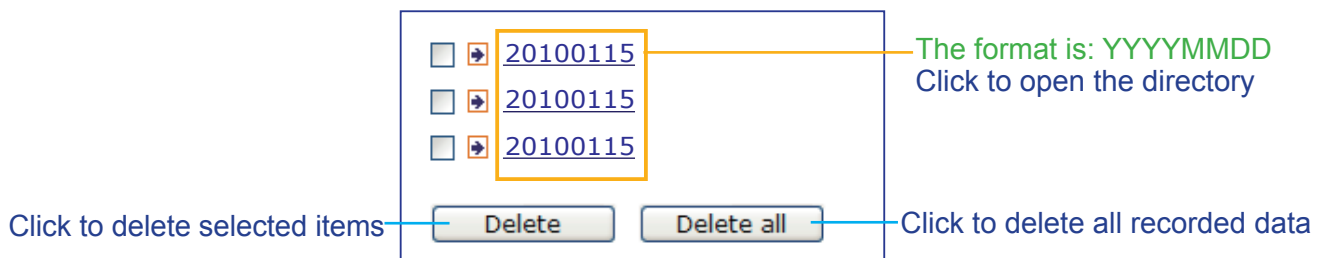 20100115
The format is: YYYYMMDD
Click to open the directory
20100115
20100115
Click to delete selected items
Delete
Delete all
Click to delete all recorded data